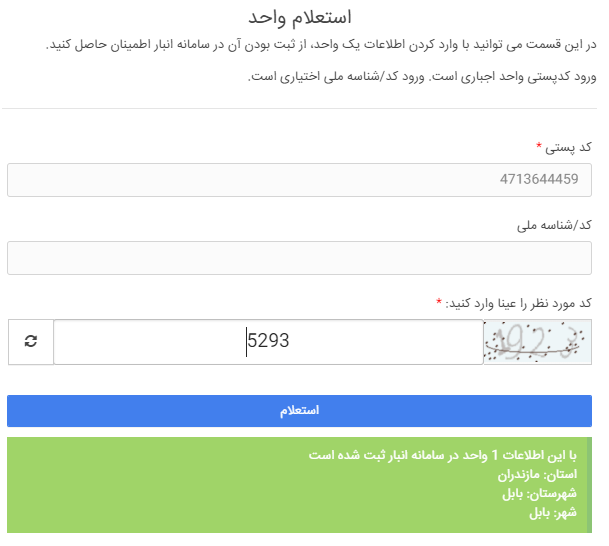 استعلام واحد
در این قسمت می توانید با وارد کردن اطلاعات یک واحد، از ثبت بودن آن در سامانه انبار اطمینان حاصل کنید.
ورود کدپستی واحد اجباری است. ورود کد/شناسه ملی اختیاری است.
کد پستی *
4713644459
کد/شناسه ملی
کد مورد نظر را عینا وارد کنید: *
5293
استعلام
با این اطلاعات 1 واحد در سامانه انبار ثبت شده است
استان: مازندران
شهرستان: بابل
شهر: بابل